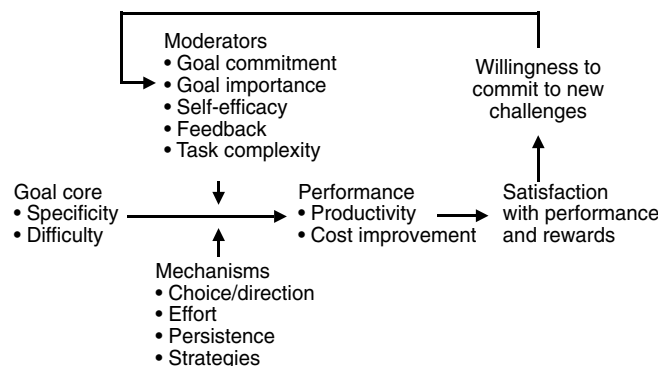 Moderators
• Goal commitment
• Goal importance
• Self-efficacy
• Feedback
• Task complexity
Willingness to
commit to new
challenges
Goal core
• Specificity
• Difficulty
Performance
• Productivity
• Cost improvement
Satisfaction
with performance
and rewards
Mechanisms
• Choice/direction
• Effort
• Persistence
• Strategies